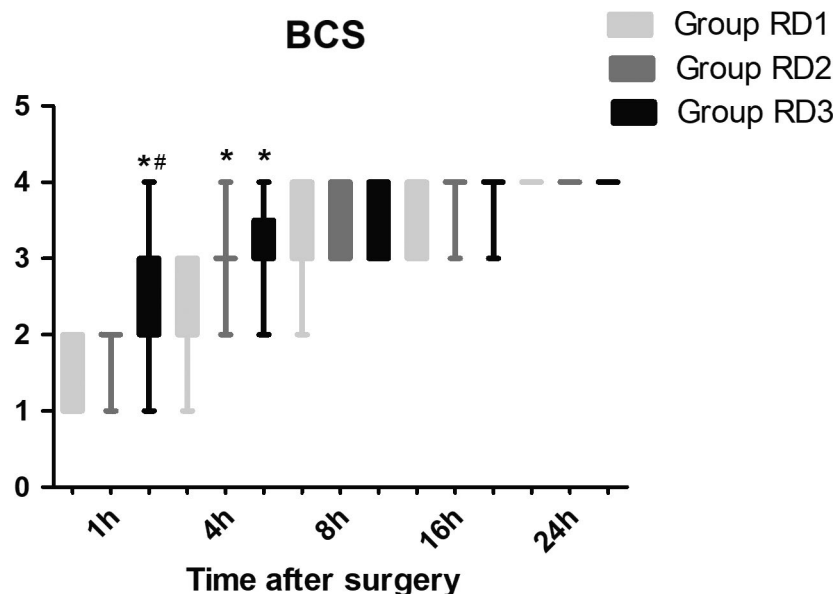 BCS
Group RD1
Group RD2
Group RD3
5
4
3
2
1
0
*#
*
*
1h
4h
8h
16h
24h
Time after surgery